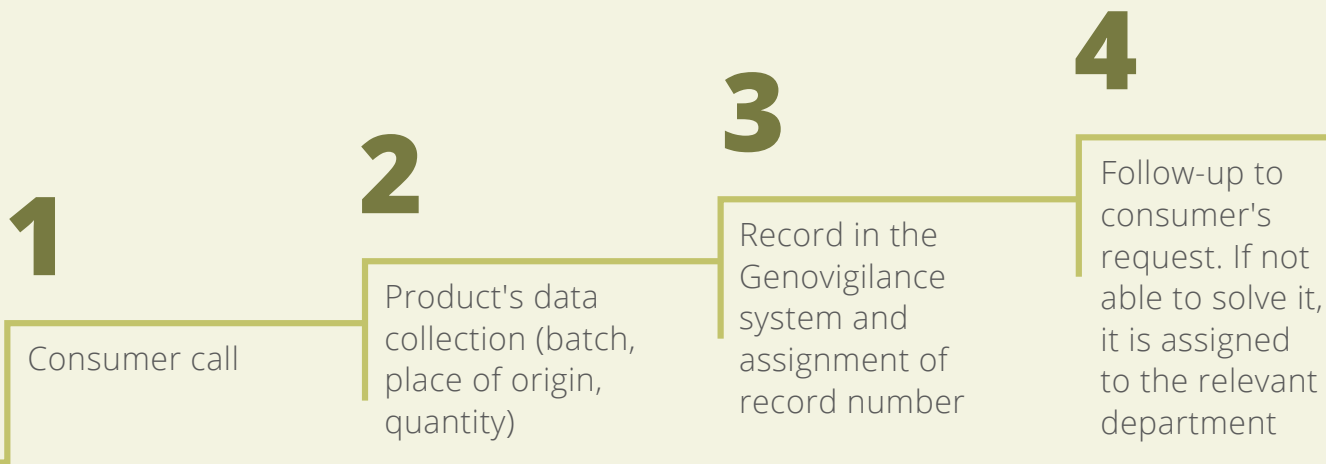 1
Consumer call
2
Product's data
collection (batch,
place of origin,
quantity)
3
Record in the
Genovigilance
system and
assignment of
record number
4
Follow-up to
consumer's
request. If not
able to solve it,
it is assigned
to the relevant
department